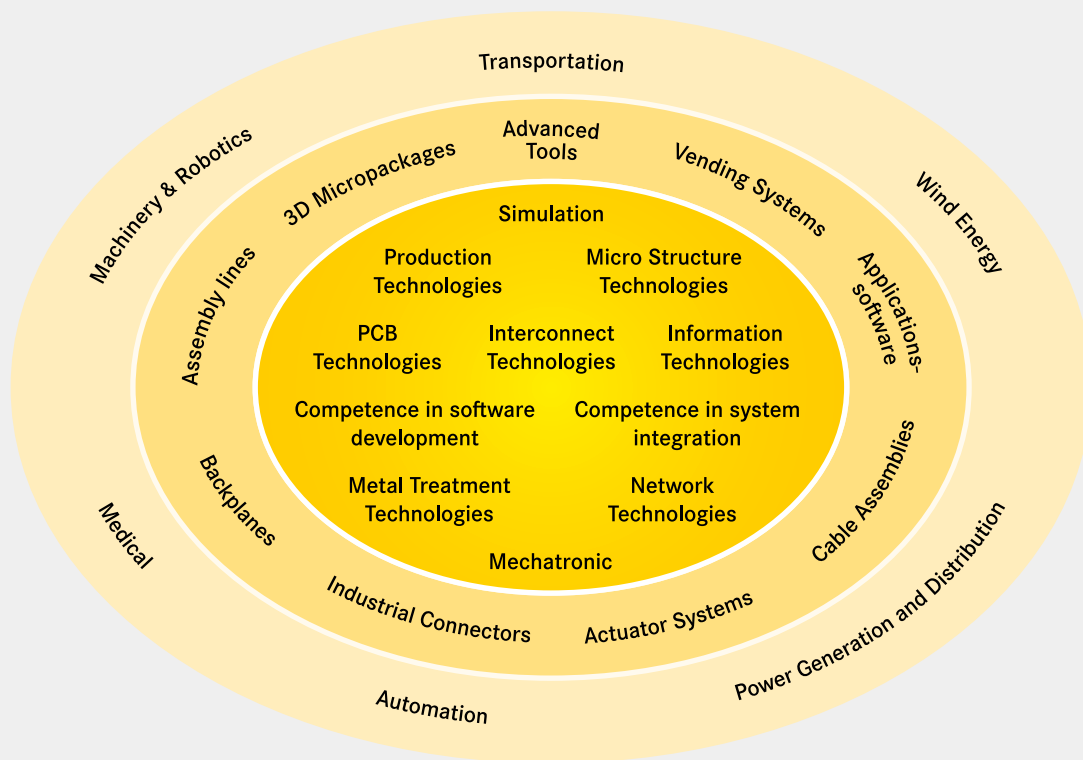 Transportation
Machinery & Robotics
Wind Energy
Advanced
Tools
3D Micropackages
Vending Systems
Assembly lines
Applications-
software
Simulation
Production
Technologies
Micro Structure
Technologies
PCB
Technologies
Interconnect
Technologies
Information
Technologies
Competence in software
development
Competence in system
integration
Metal Treatment
Technologies
Network
Technologies
Mechatronic
Backplanes
Cable Assemblies
Industrial Connectors
Actuator Systems
Medical
Power Generation and Distribution
Automation